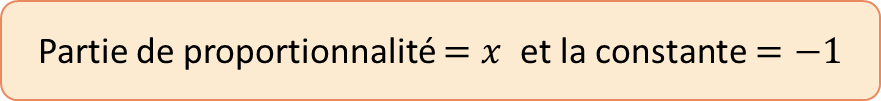 Partie de proportionnalité = 𝑥 et la constante = −1